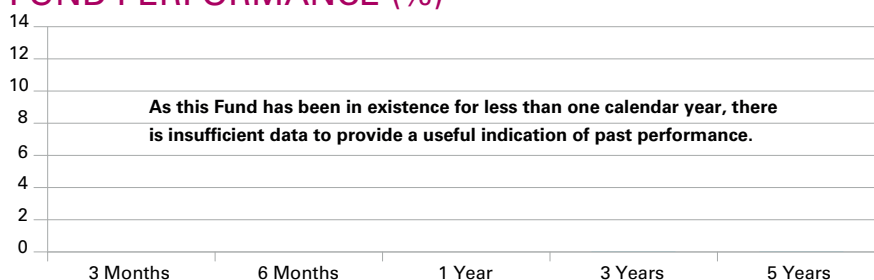 FUND PERFORMANCE (%)
14
12
10
8
6
4
2
0
As this Fund has been in existence for less than one calendar year, there
is insufficient data to provide a useful indication of past performance.
3 Months 6 Months 1 Year 3 Years 5 Years